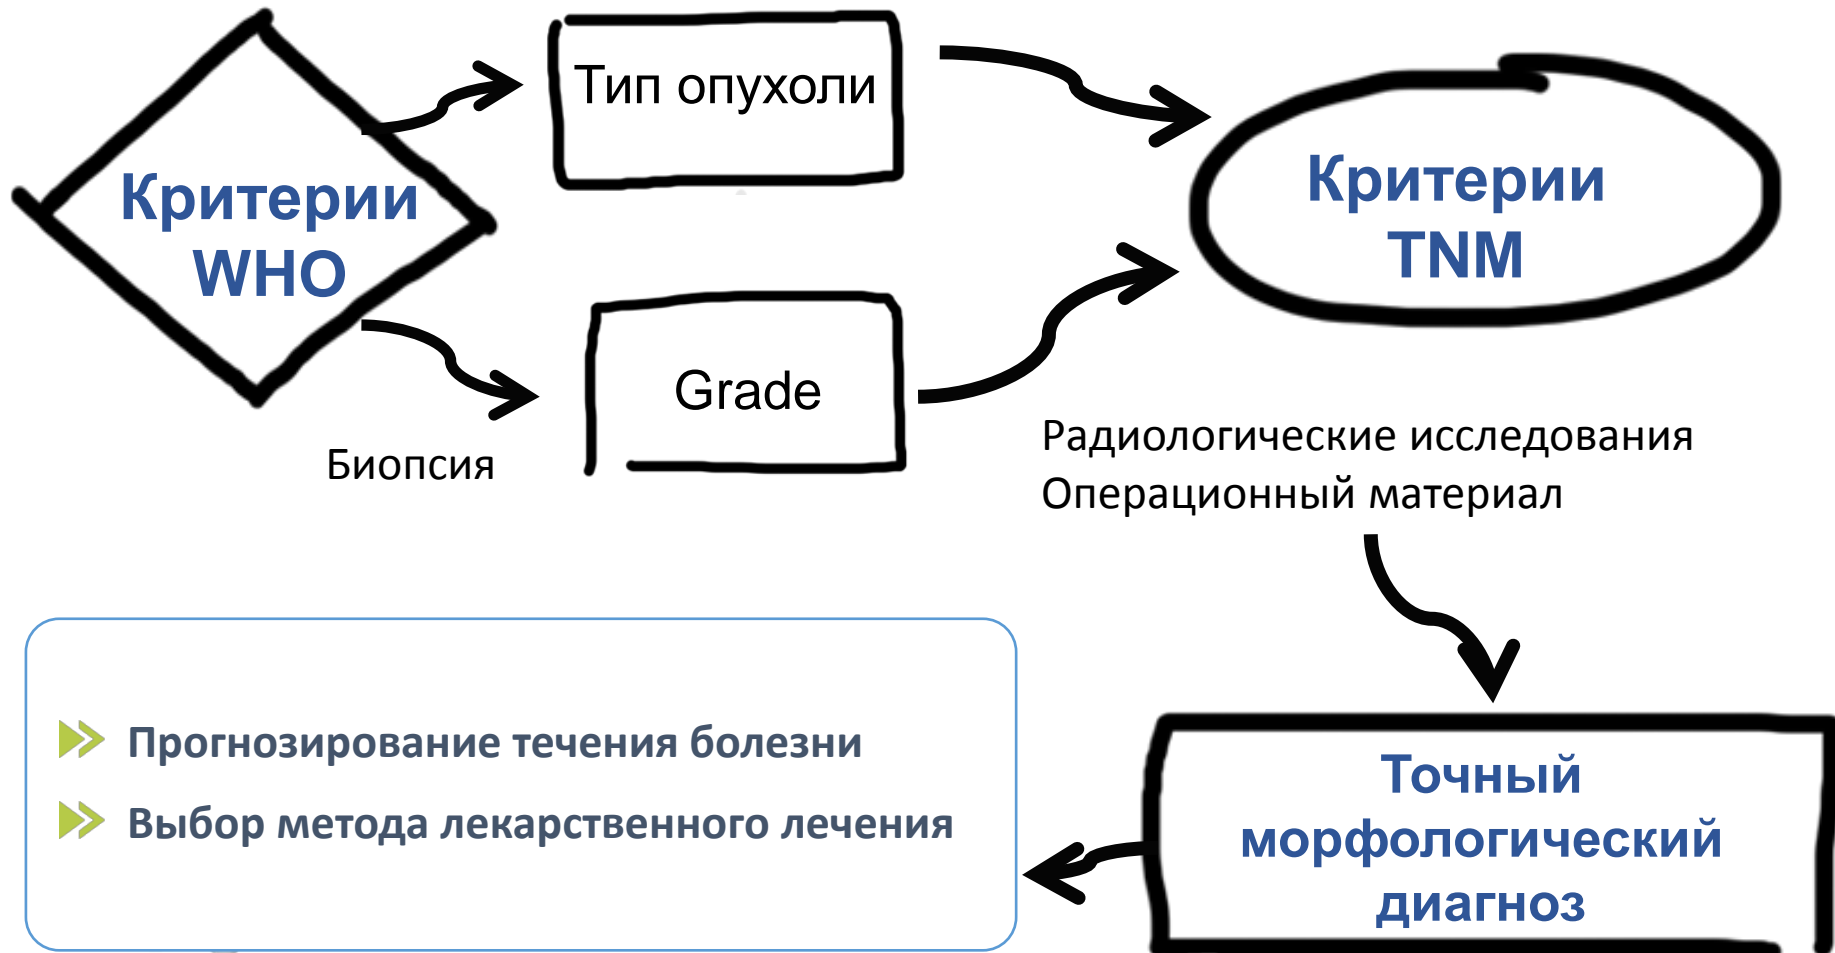 Критерии
WHO
Тип опухоли
Grade
Биопсия
Критерии
TNM
Радиологические исследования
Операционный материал
Точный
морфологический
диагноз
Прогнозирование течения болезни
Выбор метода лекарственного лечения